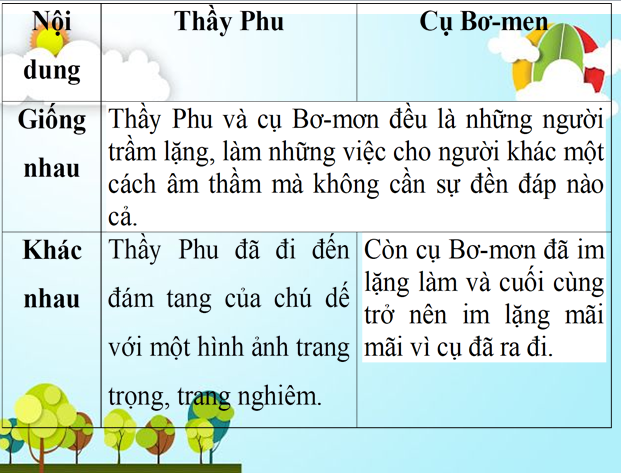 Nội dung
Thầy Phu
Cụ Bơ-men
Giống nhau
Thầy Phu và cụ Bơ-mơn đều là những người
trầm lặng, làm những việc cho người khác một
cách âm thầm mà không cần sự đền đáp nào
cả.
Khác nhau
Thầy Phu đã đi đến
đám tang của chú dế
với một hình ảnh trang
trọng, trang nghiêm.
Còn cụ Bơ-mơn đã im
lặng làm và cuối cùng
trở nên im lặng mãi
mãi vì cụ đã ra đi.